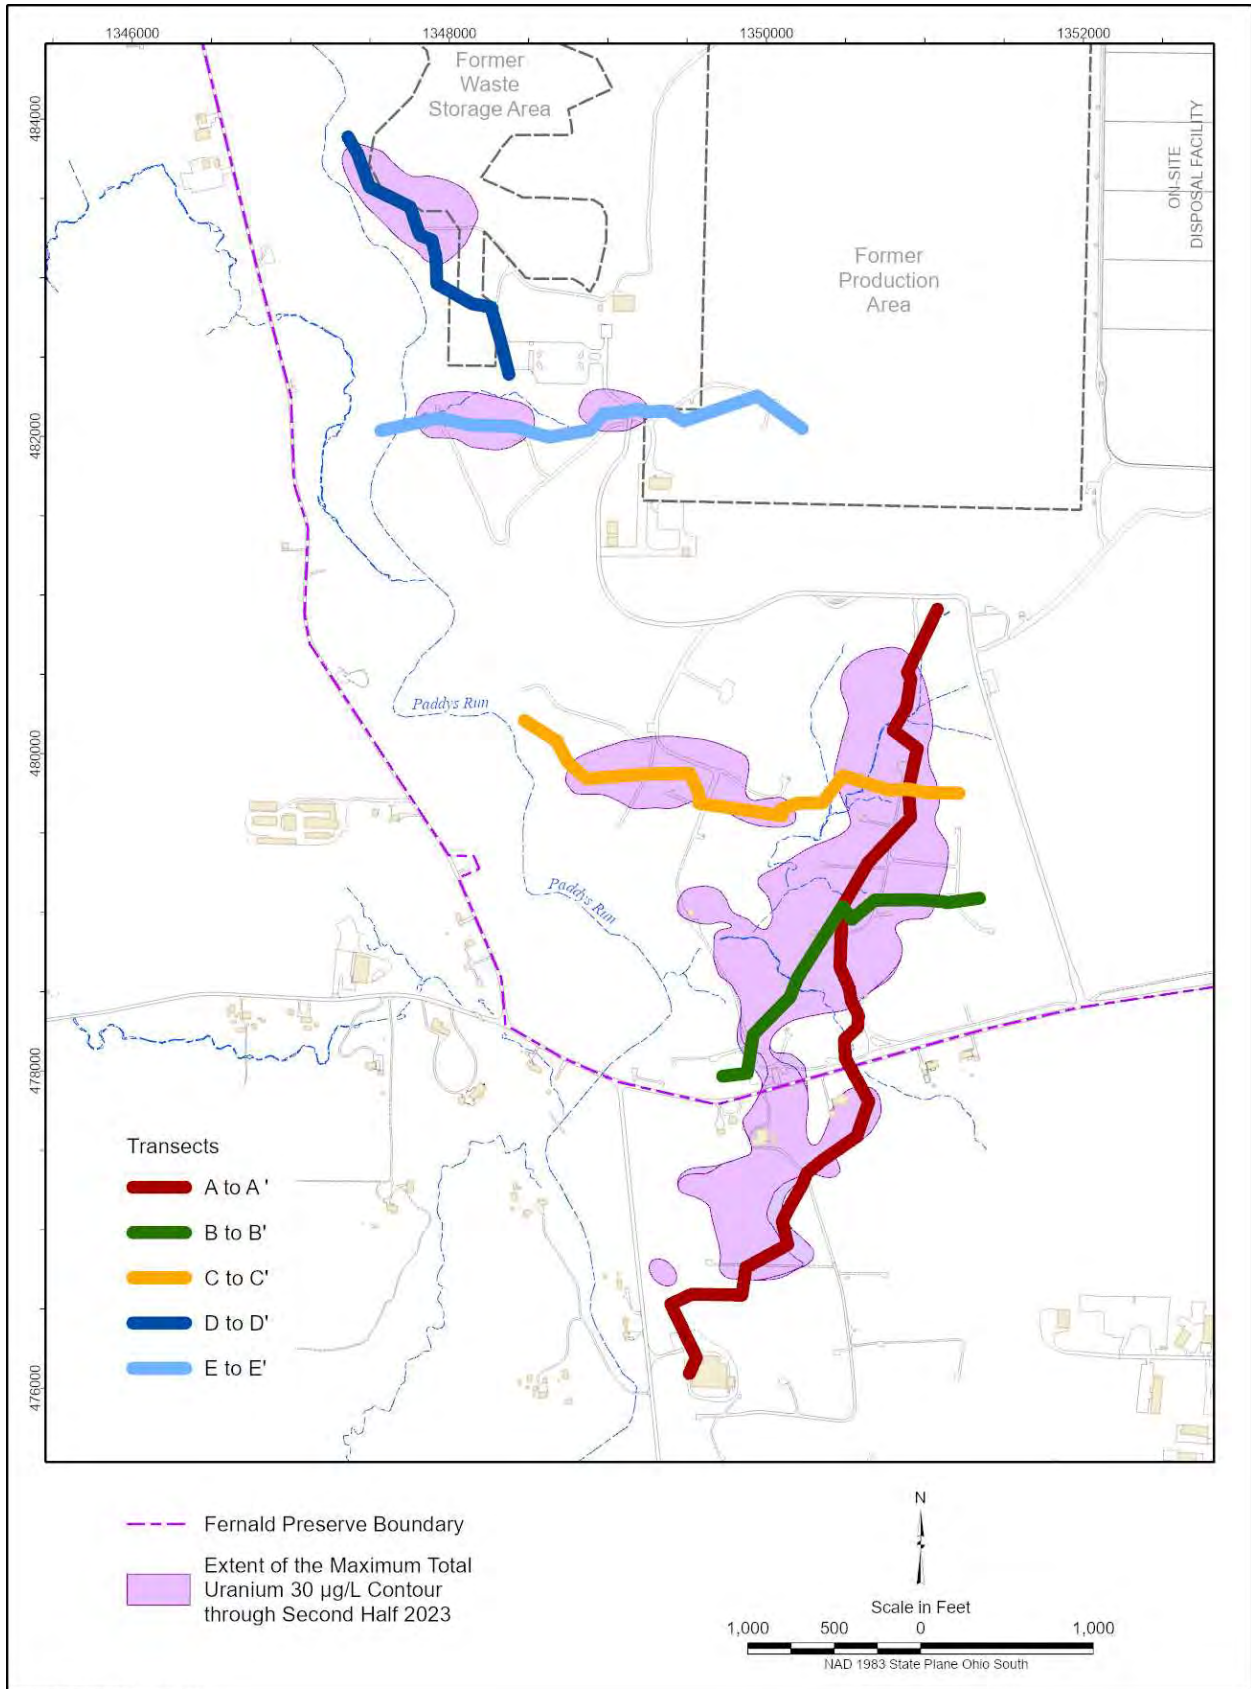 1346000
1348000
1350000
1352000
484000
482000
480000
478000
476000
Former
Waste
Storage Area
Former
Production
Area
ON-SITE
DISPOSAL FACILITY
Paddys Run
Paddys Run
Transects
A to A '
B to B'
C to C'
D to D'
E to E'
Fernald Preserve Boundary
Extent of the Maximum Total
Uranium 30 µg/L Contour
through Second Half 2023
N
Scale in Feet
1,000 500 0 1,000
NAD 1983 State Plane Ohio South